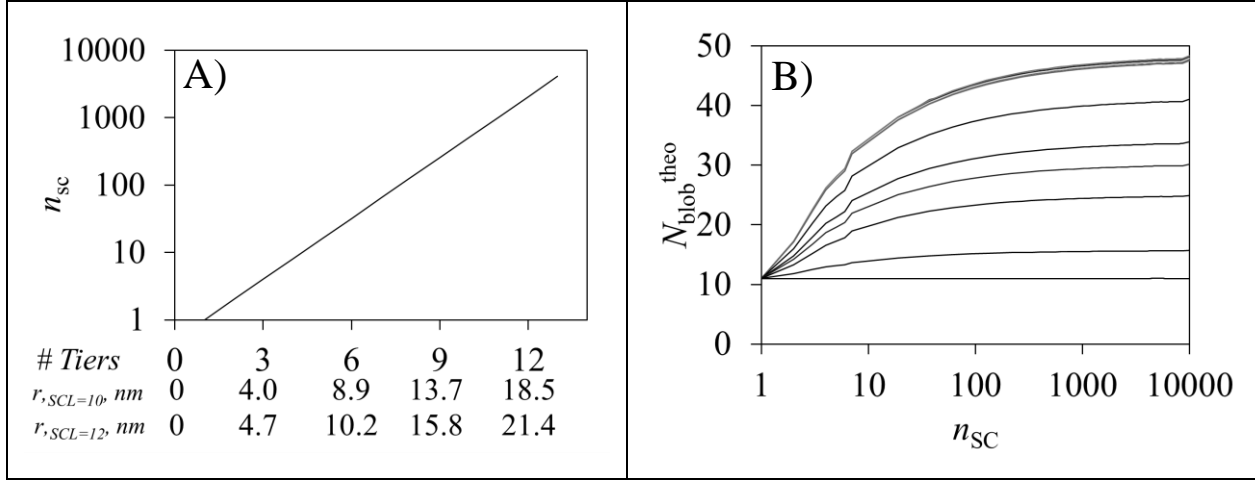 A)
10000
1000
100
10
1
n_sc
# Tiers 0 3 6 9 12
r,SCL=10, nm 0 4.0 8.9 13.7 18.5
r,SCL=12, nm 0 4.7 10.2 15.8 21.4
B)
50
40
30
20
10
0
N_blob^theo
1 10 100 1000 10000
n_SC